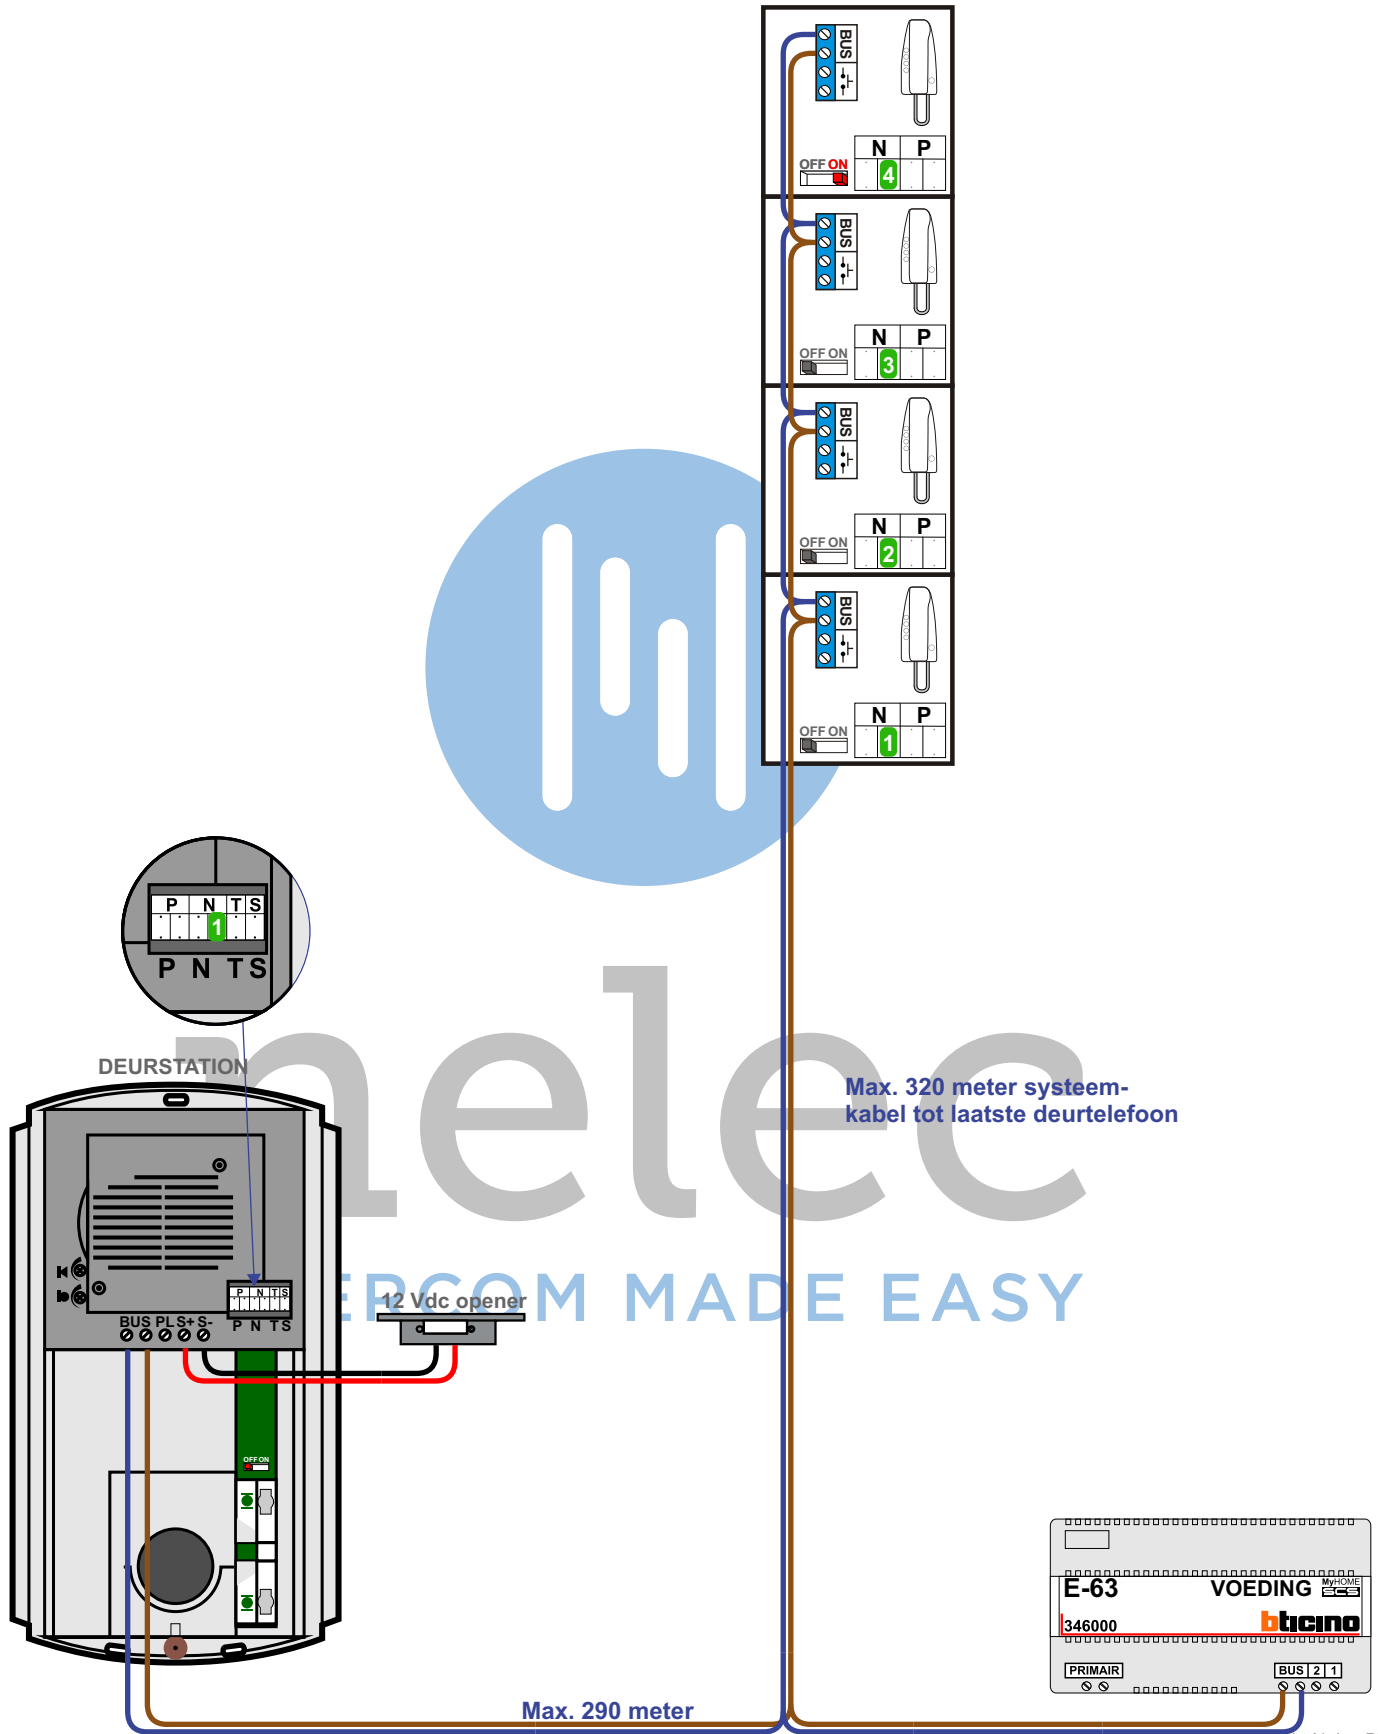 BUS
OFF ON
N P
4
BUS
OFF ON
N P
3
BUS
OFF ON
N P
2
BUS
OFF ON
N P
1
P N T S
1
P N T S
DEURSTATION
nelec
Max. 320 meter systeem-
kabel tot laatste deurtelefoon
INTERCOM MADE EASY
12 Vdc opener
P N T S
BUS PL S+ S-
P N T S
OFF ON
E-63 VOEDING MyHOME
SCS
346000 bticino
PRIMAIR BUS 2 1
Max. 290 meter